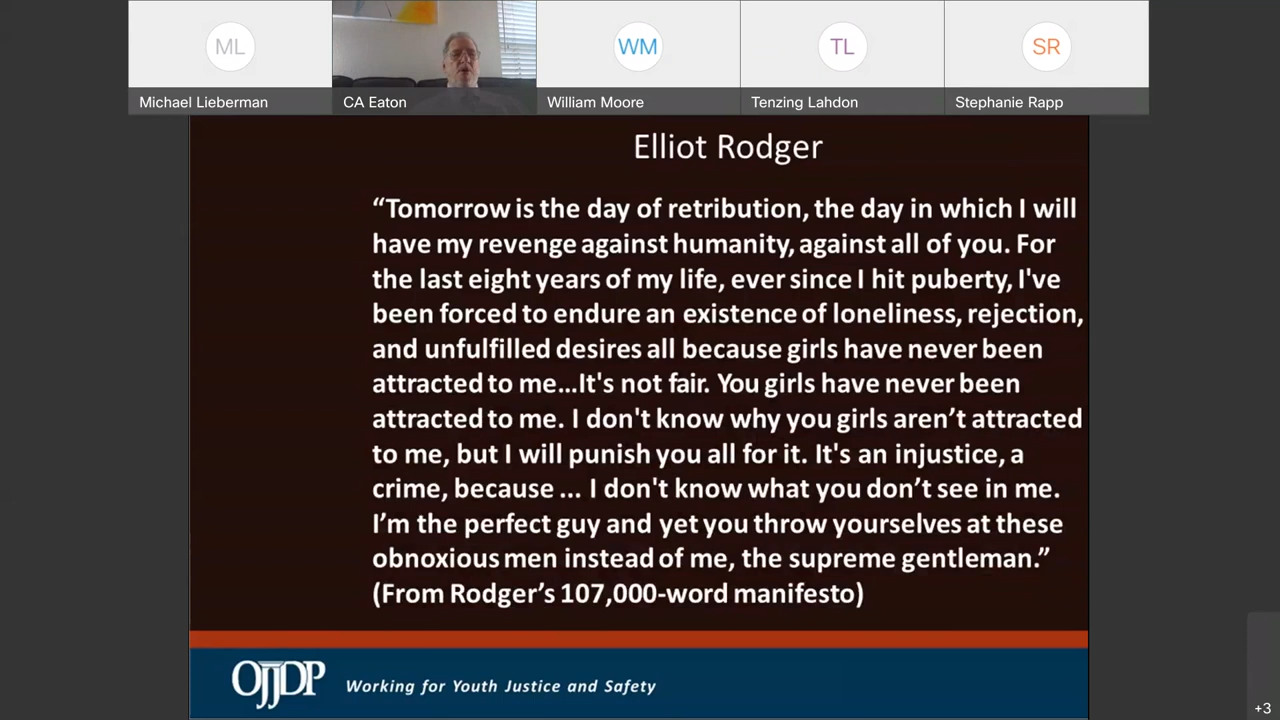 ML
WM
TL
SR
Michael Lieberman
CA Eaton
William Moore
Tenzing Lahdon
Stephanie Rapp
Elliot Rodger
“Tomorrow is the day of retribution, the day in which I will
have my revenge against humanity, against all of you. For
the last eight years of my life, ever since I hit puberty, I've
been forced to endure an existence of loneliness, rejection,
and unfulfilled desires all because girls have never been
attracted to me…It's not fair. You girls have never been
attracted to me. I don't know why you girls aren’t attracted
to me, but I will punish you all for it. It's an injustice, a
crime, because ... I don't know what you don’t see in me.
I’m the perfect guy and yet you throw yourselves at these
obnoxious men instead of me, the supreme gentleman.”
(From Rodger’s 107,000-word manifesto)
OJJDP
Working for Youth Justice and Safety
+3